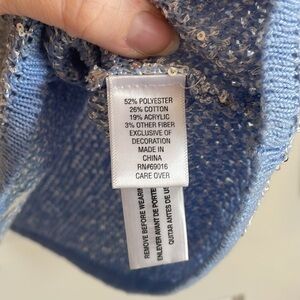 52% POLYESTER
26% COTTON
19% ACRYLIC
3% OTHER FIBER
EXCLUSIVE OF
DECORATION
MADE IN
CHINA
RN#69016
CARE OVER
REMOVE BEFORE WEARING
ENLEVER AVANT DE PORTER
QUITAR ANTES DE